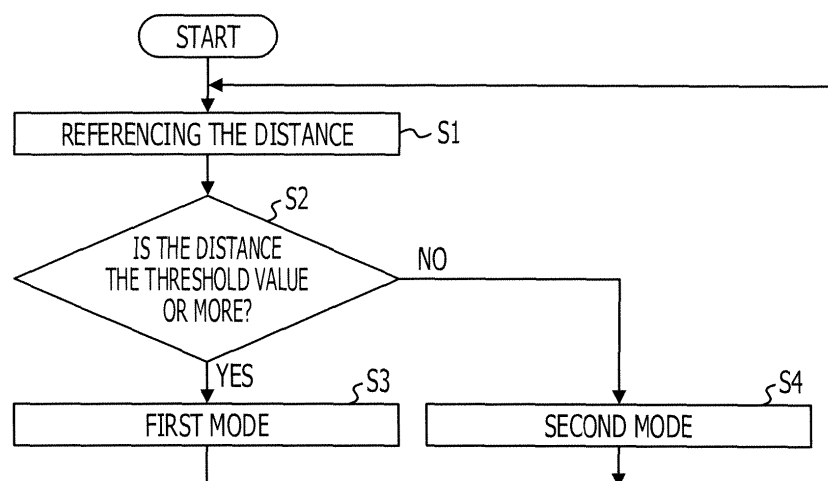 START
REFERENCING THE DISTANCE
S1
S2
IS THE DISTANCE
THE THRESHOLD VALUE
OR MORE?
NO
YES
S3
S4
FIRST MODE
SECOND MODE